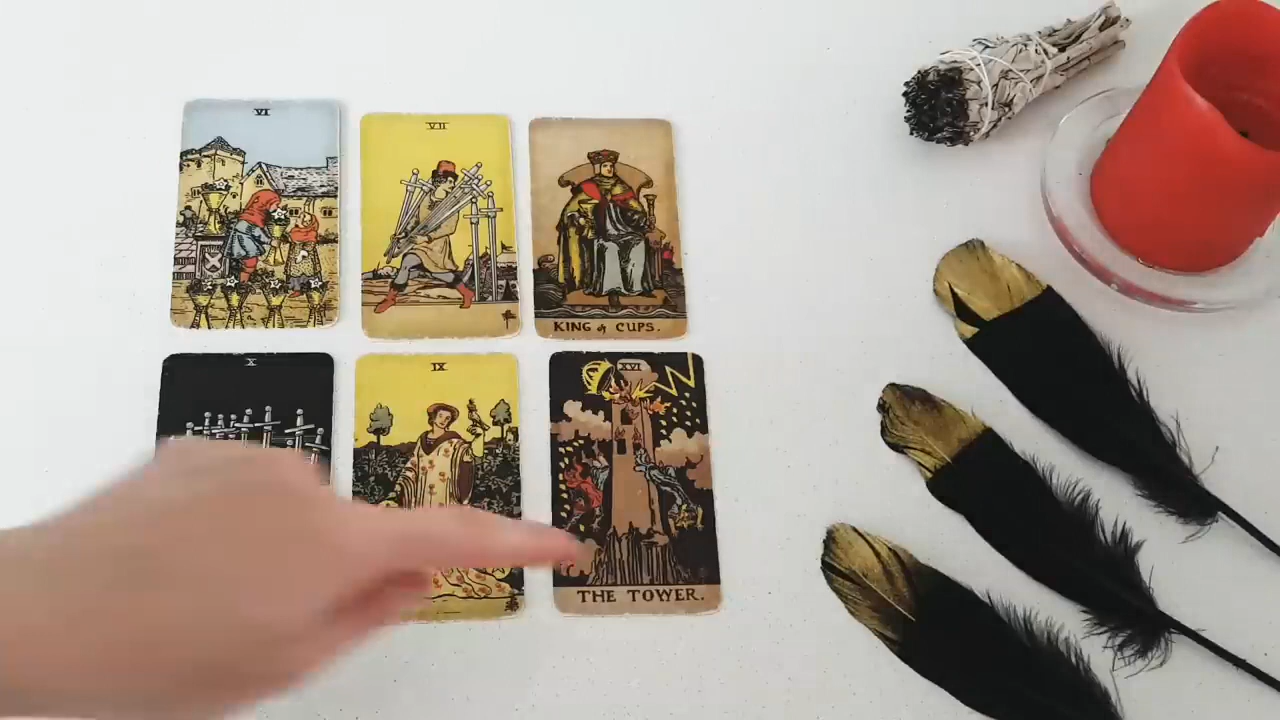 VI
VII
KING of CUPS.
X
IX
XVI
THE TOWER.